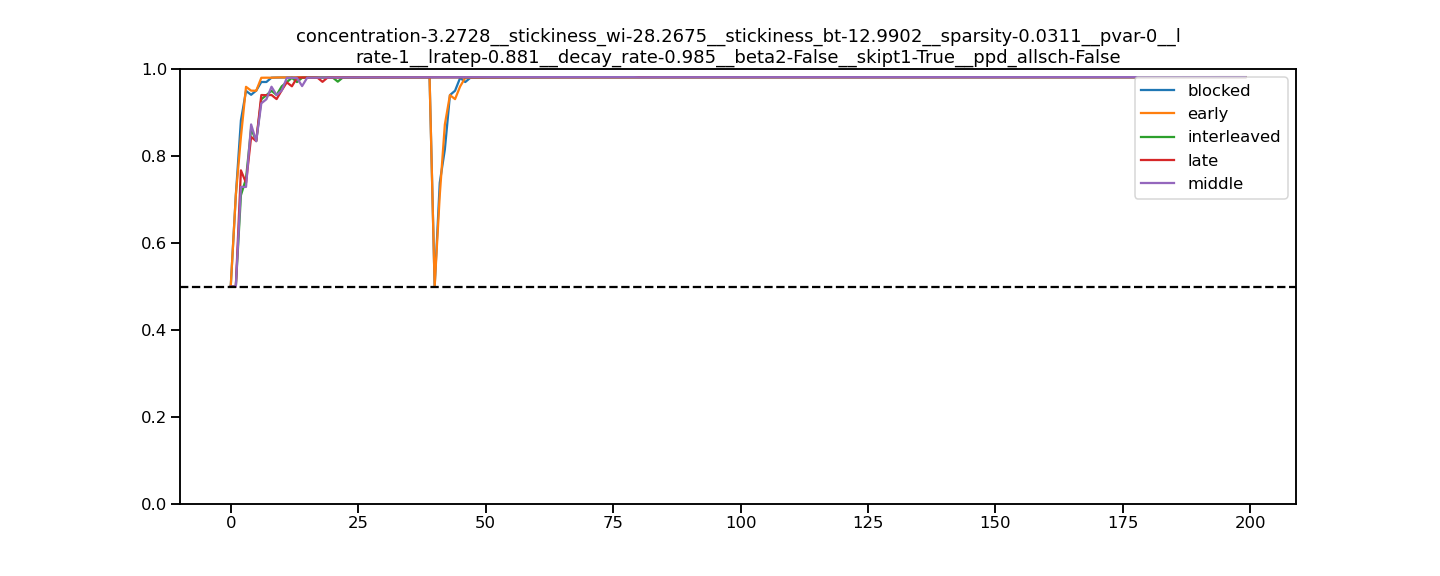 concentration-3.2728__stickiness_wi-28.2675__stickiness_bt-12.9902__sparsity-0.0311__pvar-0__l
rate-1__lratep-0.881__decay_rate-0.985__beta2-False__skipt1-True__ppd_allsch-False
1.0
0.8
0.6
0.4
0.2
0.0
blocked
early
interleaved
late
middle
0 25 50 75 100 125 150 175 200